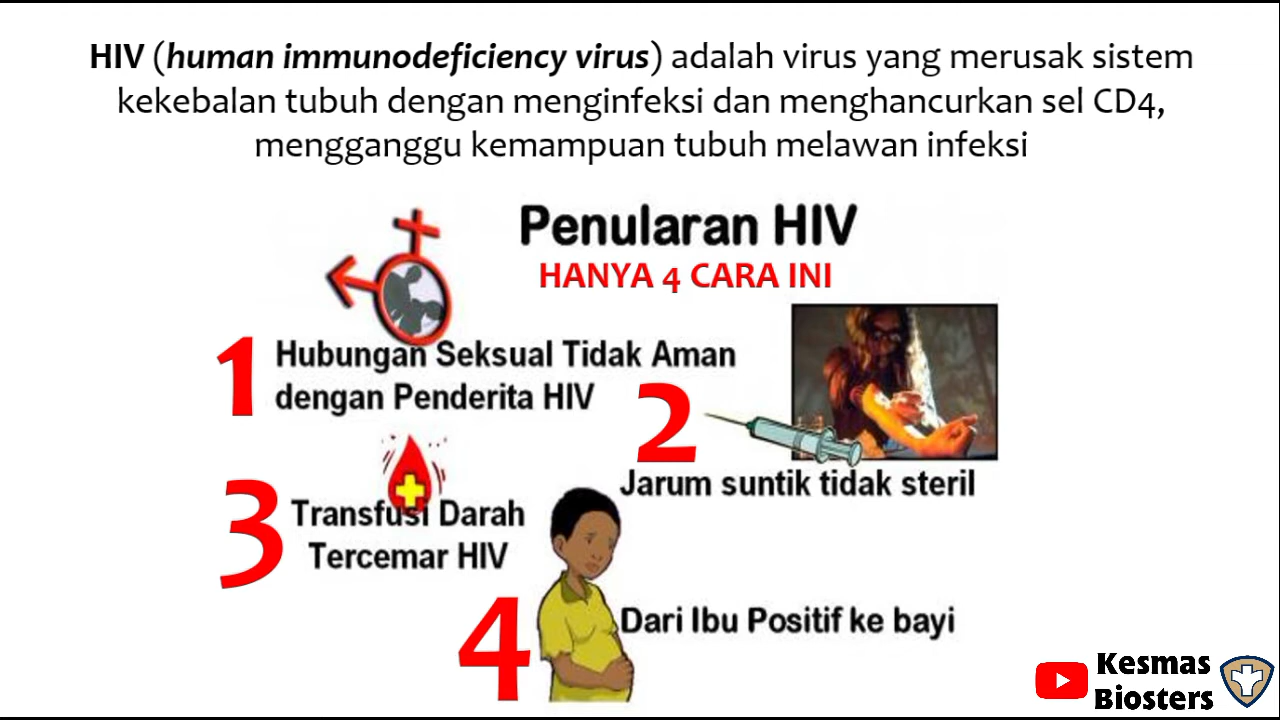 HIV (human immunodeficiency virus) adalah virus yang merusak sistem
kekebalan tubuh dengan menginfeksi dan menghancurkan sel CD4,
mengganggu kemampuan tubuh melawan infeksi
Penularan HIV
HANYA 4 CARA INI
1
Hubungan Seksual Tidak Aman
dengan Penderita HIV
2
Jarum suntik tidak steril
3
Transfusi Darah
Tercemar HIV
4
Dari Ibu Positif ke bayi
Kesmas
Biosters